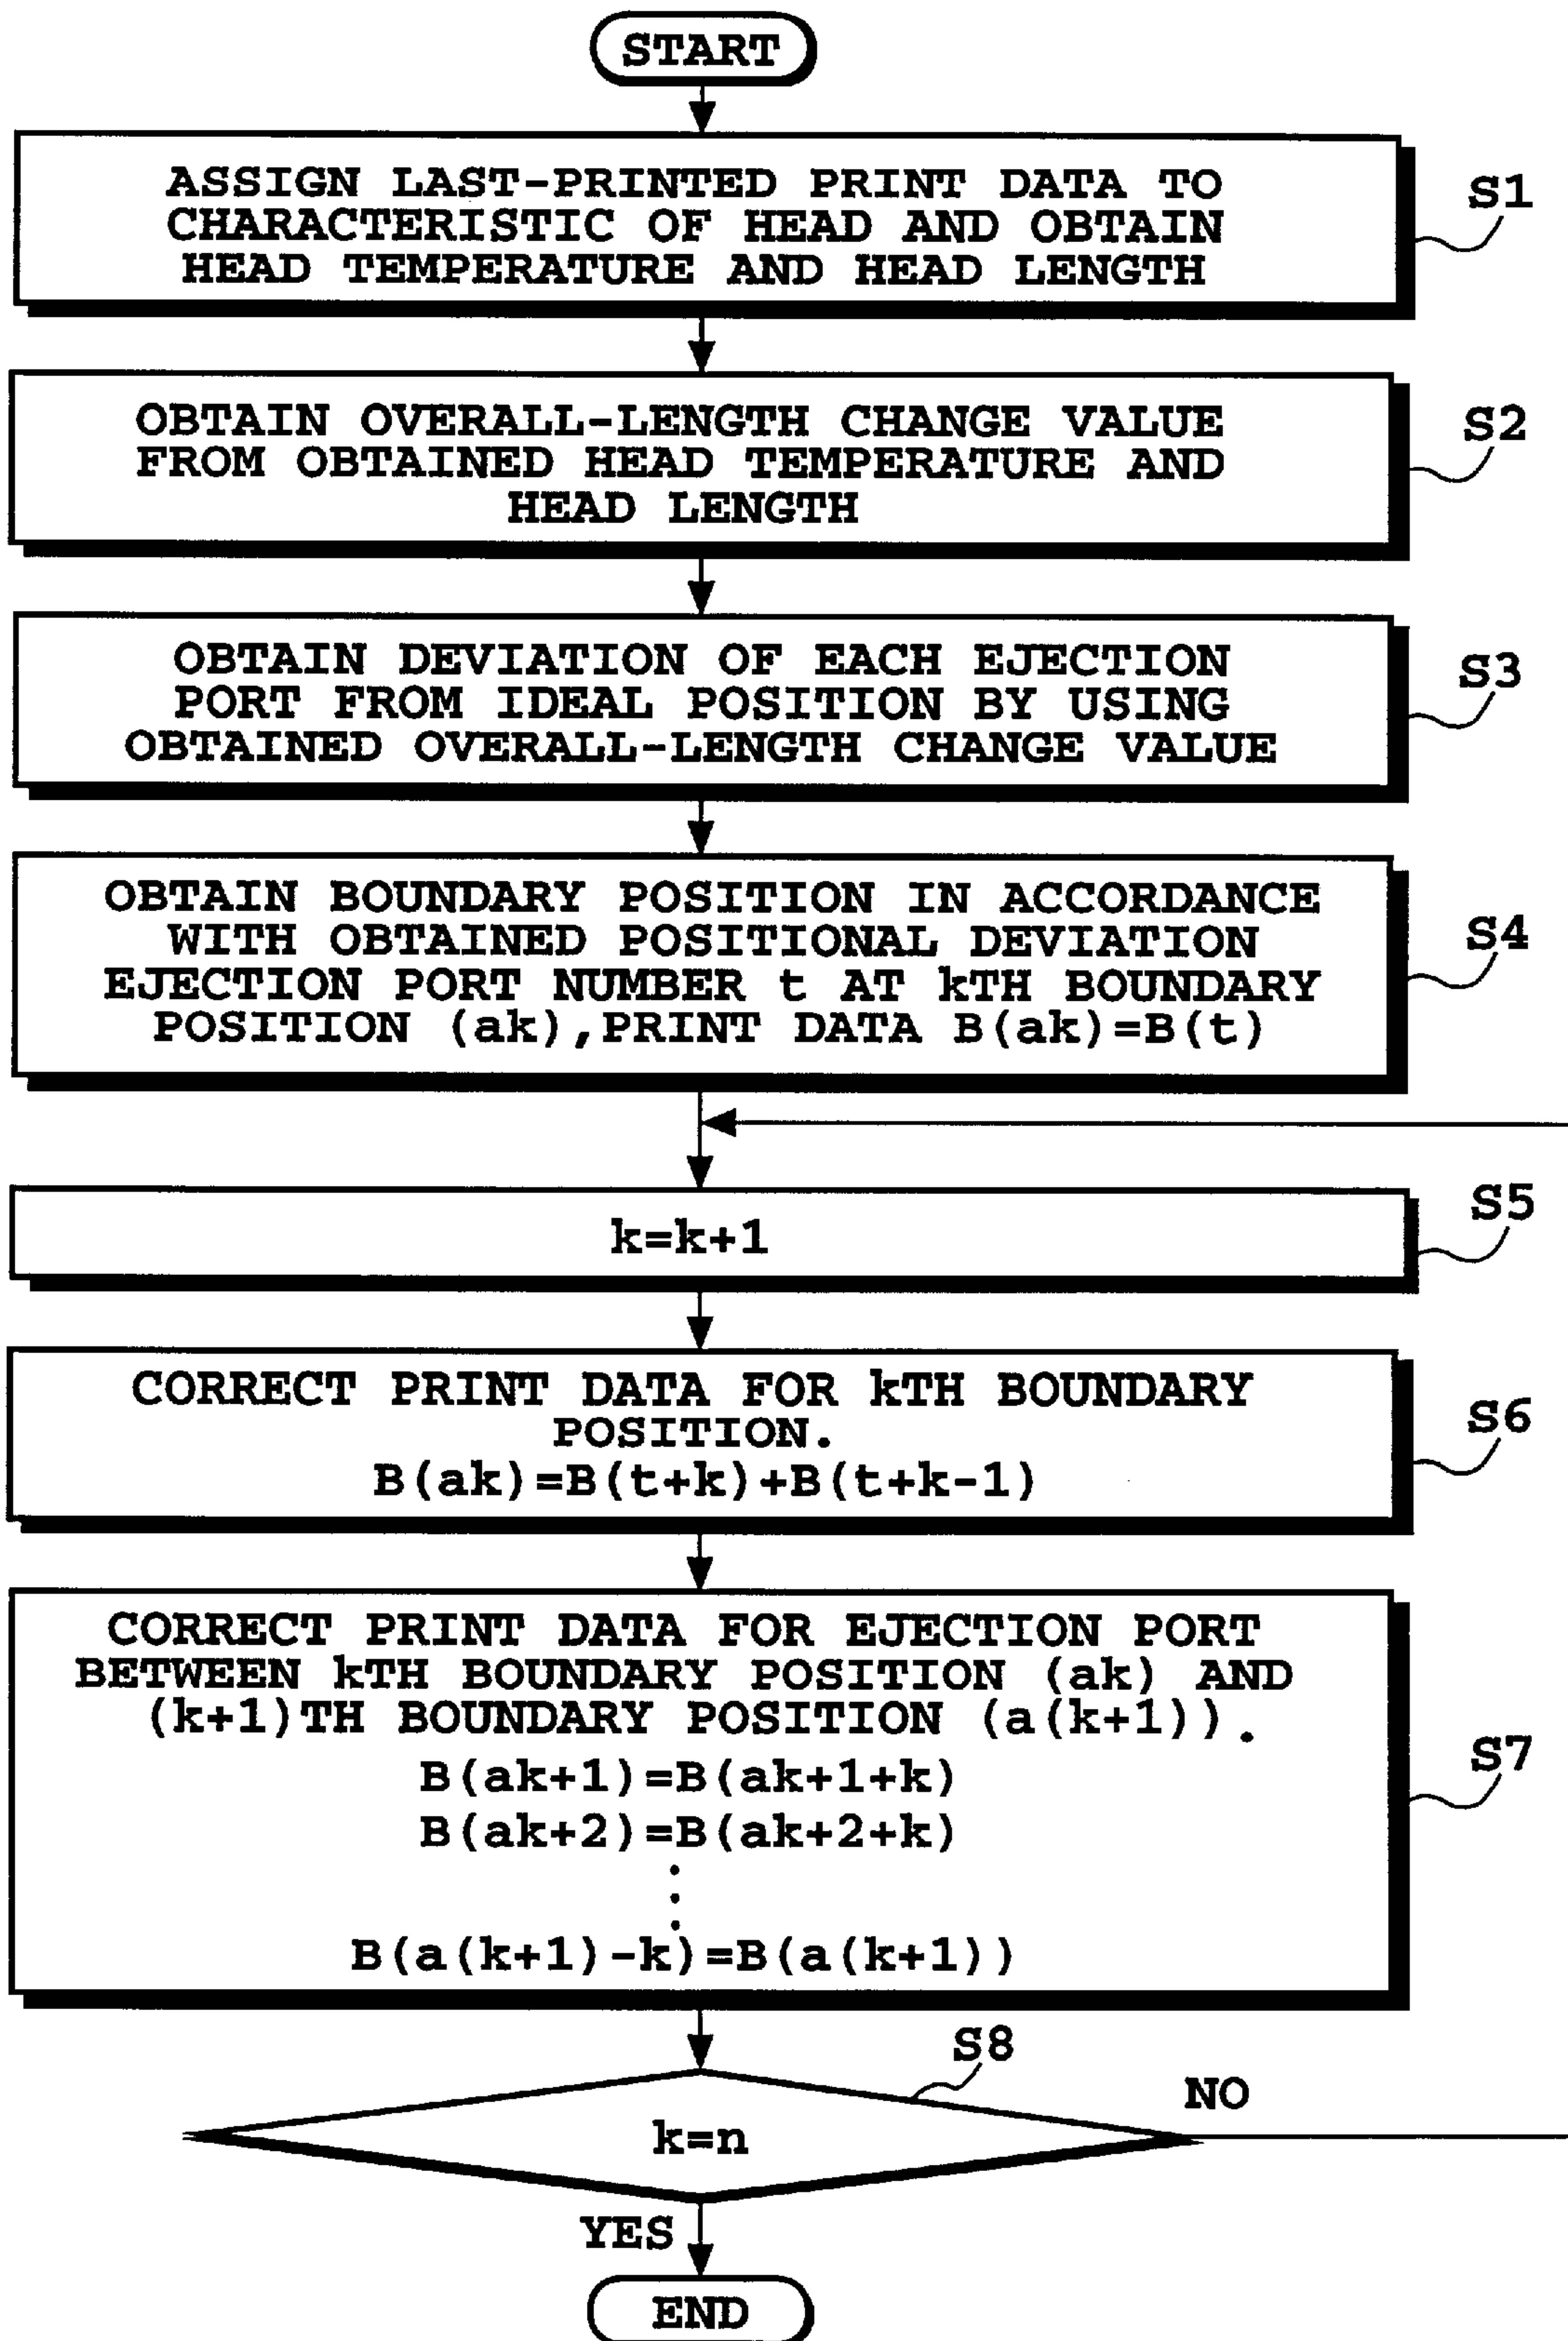 START
ASSIGN LAST-PRINTED PRINT DATA TO
CHARACTERISTIC OF HEAD AND OBTAIN
HEAD TEMPERATURE AND HEAD LENGTH
S1
OBTAIN OVERALL-LENGTH CHANGE VALUE
FROM OBTAINED HEAD TEMPERATURE AND
HEAD LENGTH
S2
OBTAIN DEVIATION OF EACH EJECTION
PORT FROM IDEAL POSITION BY USING
OBTAINED OVERALL-LENGTH CHANGE VALUE
S3
OBTAIN BOUNDARY POSITION IN ACCORDANCE
WITH OBTAINED POSITIONAL DEVIATION
EJECTION PORT NUMBER t AT kTH BOUNDARY
POSITION (ak),PRINT DATA B(ak)=B(t)
S4
k=k+1
S5
CORRECT PRINT DATA FOR kTH BOUNDARY
POSITION.
B(ak)=B(t+k)+B(t+k-1)
S6
CORRECT PRINT DATA FOR EJECTION PORT
BETWEEN kTH BOUNDARY POSITION (ak) AND
(k+1)TH BOUNDARY POSITION (a(k+1)).
B(ak+1)=B(ak+1+k)
B(ak+2)=B(ak+2+k)
.
.
.
B(a(k+1)-k)=B(a(k+1))
S7
S8
k=n
NO
YES
END